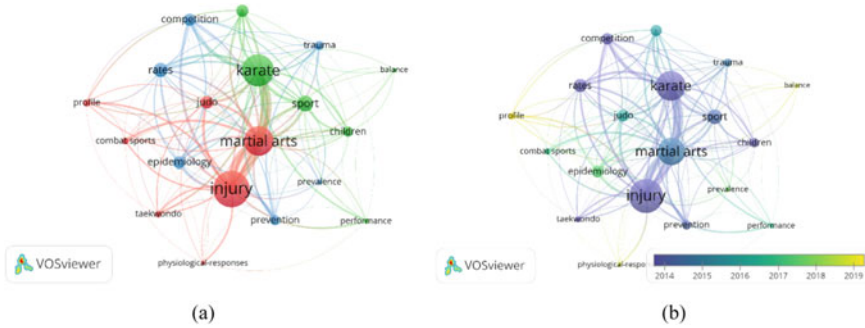 competition
trauma
karate
balance
rates
profile
judo
sport
children
combat sports
martial arts
epidemiology
prevalence
injury
taekwondo
prevention
performance
physiological-responses
VOSviewer
(a)
competition
trauma
karate
balance
rates
profile
judo
sport
children
combat sports
martial arts
epidemiology
prevalence
injury
taekwondo
prevention
performance
physiological-respo
VOSviewer
2014 2015 2016 2017 2018 2019
(b)